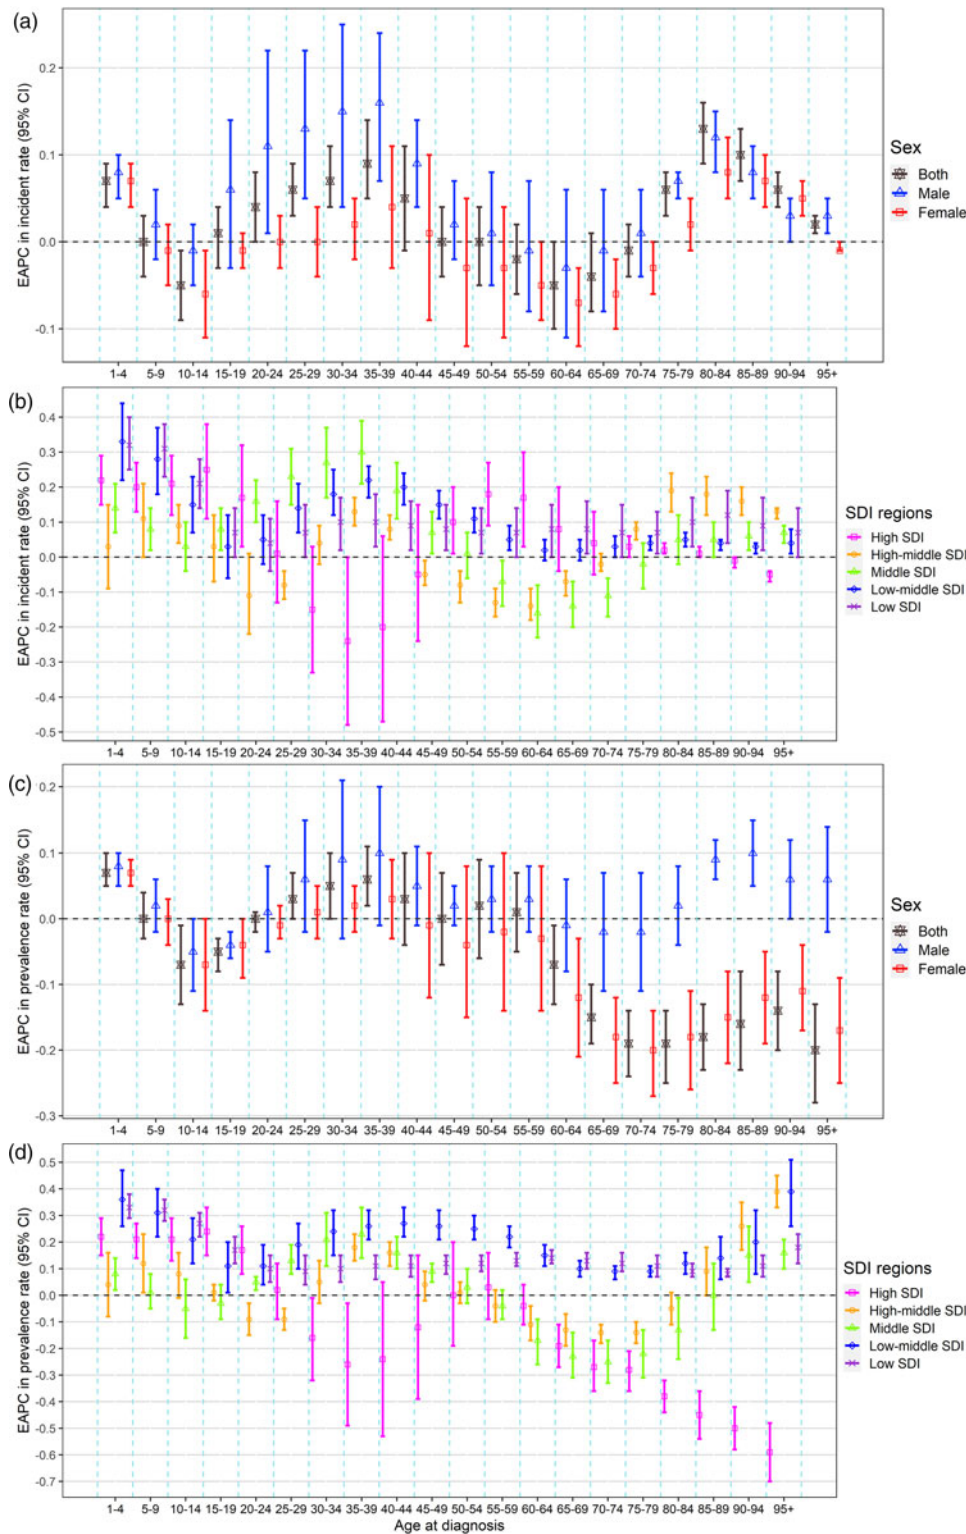 (a)
EAPC in incident rate (95% CI)
0.2
0.1
0.0
-0.1
1-4 5-9 10-14 15-19 20-24 25-29 30-34 35-39 40-44 45-49 50-54 55-59 60-64 65-69 70-74 75-79 80-84 85-89 90-94 95+
Sex
Both
Male
Female
(b)
EAPC in incident rate (95% CI)
0.4
0.3
0.2
0.1
0.0
-0.1
-0.2
-0.3
-0.4
-0.5
1-4 5-9 10-14 15-19 20-24 25-29 30-34 35-39 40-44 45-49 50-54 55-59 60-64 65-69 70-74 75-79 80-84 85-89 90-94 95+
SDI regions
High SDI
High-middle SDI
Middle SDI
Low-middle SDI
Low SDI
(c)
EAPC in prevalence rate (95% CI)
0.2
0.1
0.0
-0.1
-0.2
-0.3
1-4 5-9 10-14 15-19 20-24 25-29 30-34 35-39 40-44 45-49 50-54 55-59 60-64 65-69 70-74 75-79 80-84 85-89 90-94 95+
Sex
Both
Male
Female
(d)
EAPC in prevalence rate (95% CI)
0.5
0.4
0.3
0.2
0.1
0.0
-0.1
-0.2
-0.3
-0.4
-0.5
-0.6
-0.7
1-4 5-9 10-14 15-19 20-24 25-29 30-34 35-39 40-44 45-49 50-54 55-59 60-64 65-69 70-74 75-79 80-84 85-89 90-94 95+
Age at diagnosis
SDI regions
High SDI
High-middle SDI
Middle SDI
Low-middle SDI
Low SDI